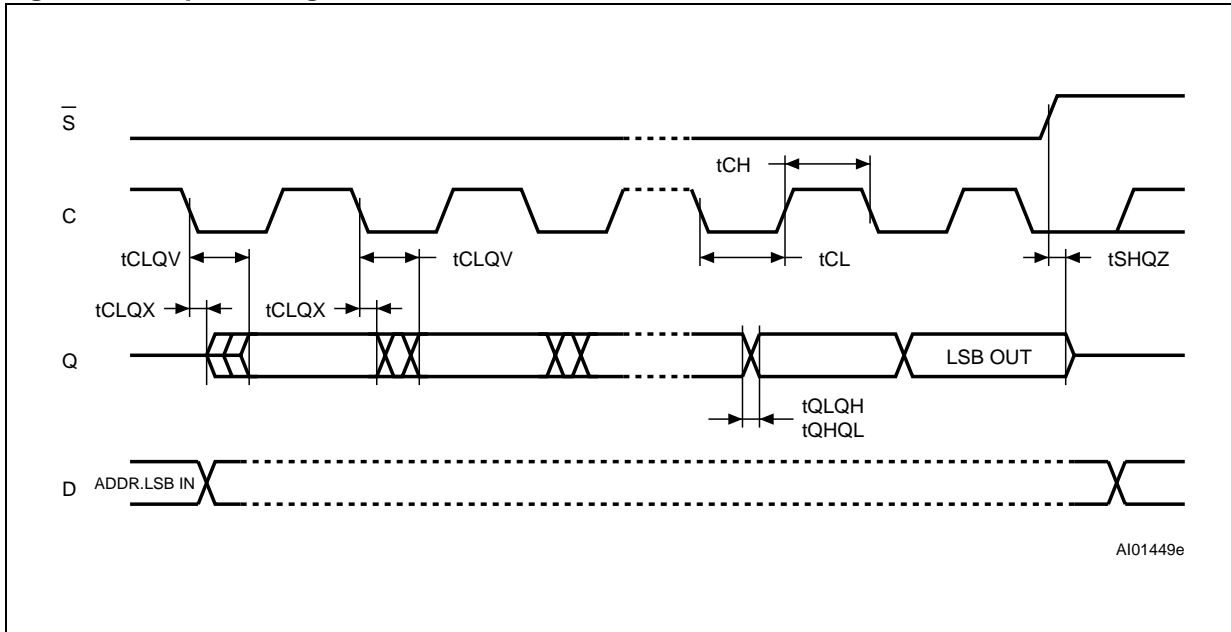 S
tCH
C
tCLQV
tCLQV
tCL
tSHQZ
tCLQX
tCLQX
Q
LSB OUT
tQLQH
tQHQL
D
ADDR.LSB IN
AI01449e